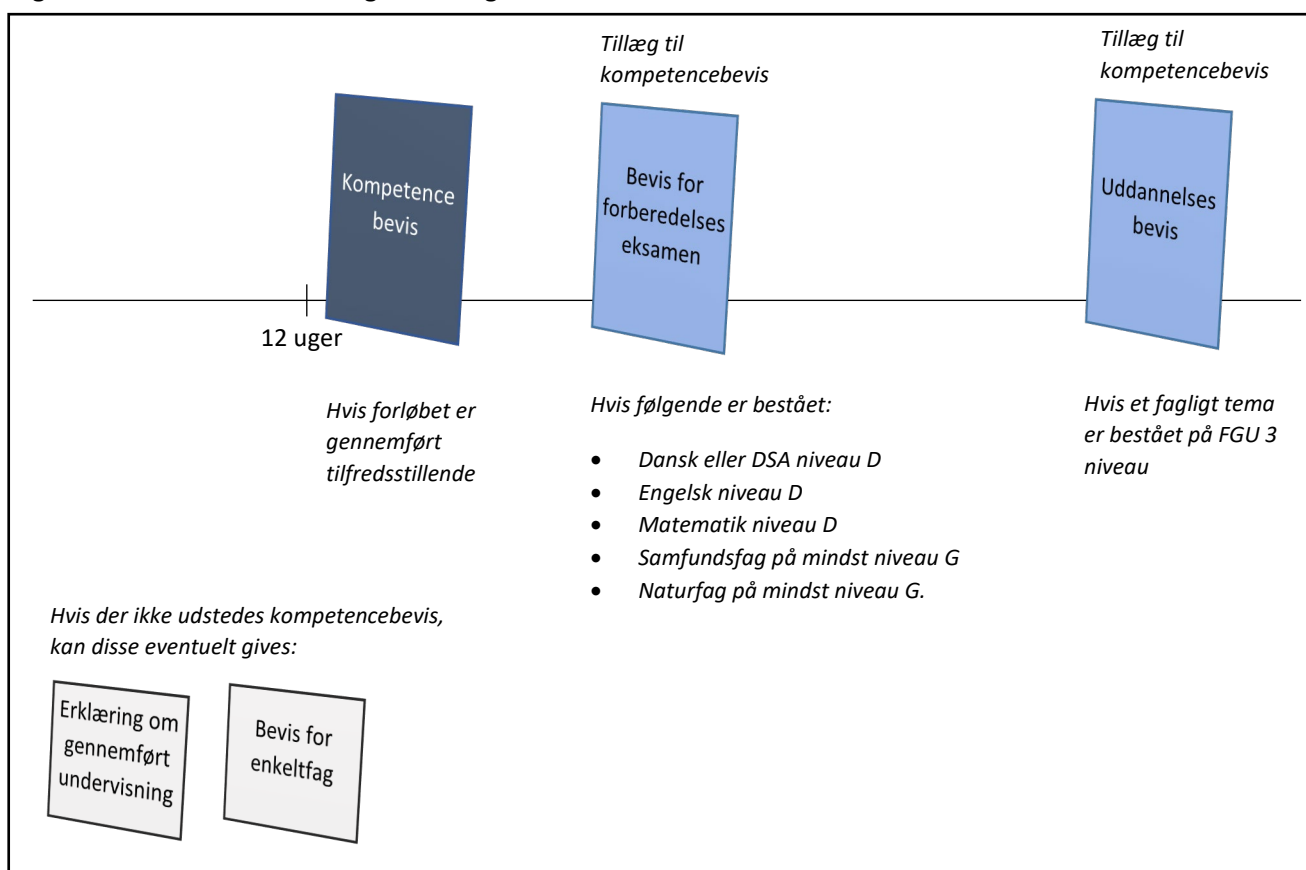 Tillæg til
kompetencebevis
Tillæg til
kompetencebevis
Kompetence
bevis
Bevis for
forberedelses
eksamen
Uddannelses
bevis
12 uger
Hvis forløbet er
gennemført
tilfredsstillende
Hvis følgende er bestået:
• Dansk eller DSA niveau D
• Engelsk niveau D
• Matematik niveau D
• Samfundsfag på mindst niveau G
• Naturfag på mindst niveau G.
Hvis et fagligt tema
er bestået på FGU 3
niveau
Hvis der ikke udstedes kompetencebevis,
kan disse eventuelt gives:
Erklæring om
gennemført
undervisning
Bevis for
enkeltfag